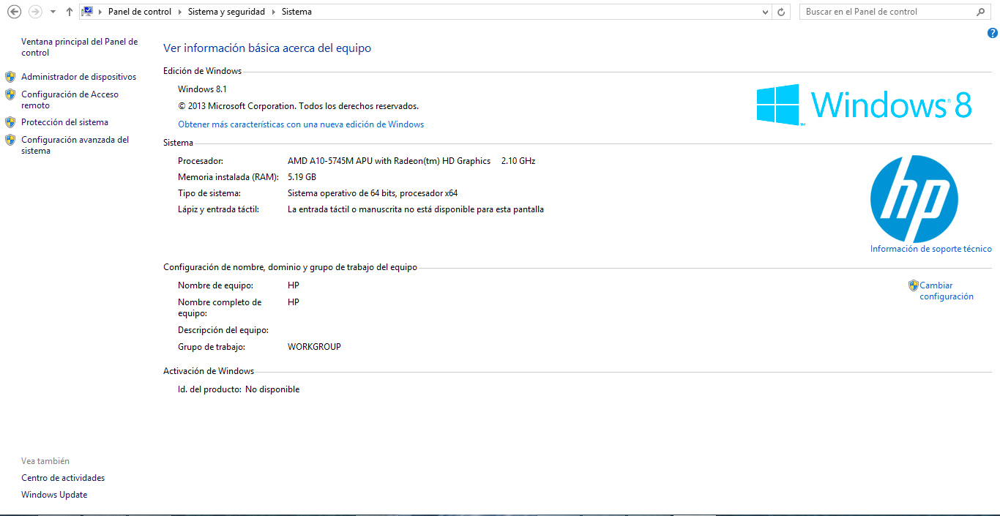 Panel de control
Sistema y seguridad
Sistema
Buscar en el Panel de control
?
Ventana principal del Panel de
control
Administrador de dispositivos
Configuración de Acceso
remoto
Protección del sistema
Configuración avanzada del
sistema
Ver información básica acerca del equipo
Edición de Windows
Windows 8.1
© 2013 Microsoft Corporation. Todos los derechos reservados.
Obtener más características con una nueva edición de Windows
Windows® 8
™
Sistema
Procesador: AMD A10-5745M APU with Radeon(tm) HD Graphics 2.10 GHz
Memoria instalada (RAM): 5.19 GB
Tipo de sistema: Sistema operativo de 64 bits, procesador x64
Lápiz y entrada táctil: La entrada táctil o manuscrita no está disponible para esta pantalla
hp
Información de soporte técnico
Configuración de nombre, dominio y grupo de trabajo del equipo
Nombre de equipo: HP
Nombre completo de HP
equipo:
Descripción del equipo:
Grupo de trabajo: WORKGROUP
Cambiar
configuración
Activación de Windows
Id. del producto: No disponible
Vea también
Centro de actividades
Windows Update